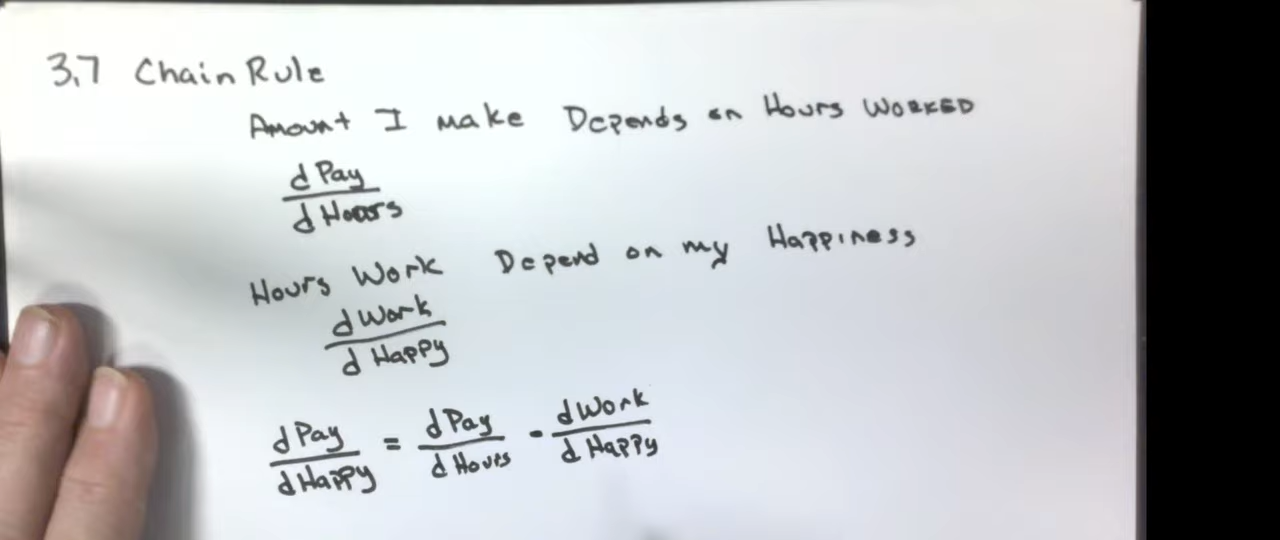 3.7 Chain Rule
Amount I make Depends on Hours WORKED
d Pay
d Hours
Hours Work Depend on my Happiness
d Work
d Happy
d Pay = d Pay · d Work
d Happy d Hours d Happy